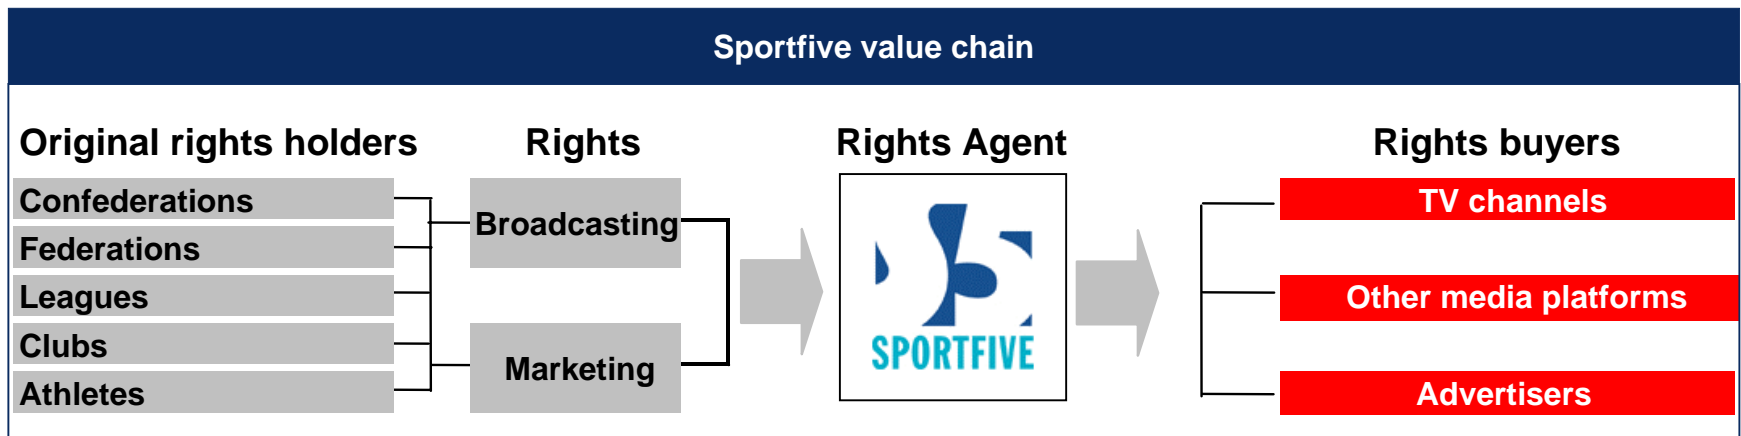 Sportfive value chain
Original rights holders
Rights
Rights Agent
Rights buyers
Confederations
Federations
Leagues
Clubs
Athletes
Broadcasting
Marketing
SPORTFIVE
TV channels
Other media platforms
Advertisers